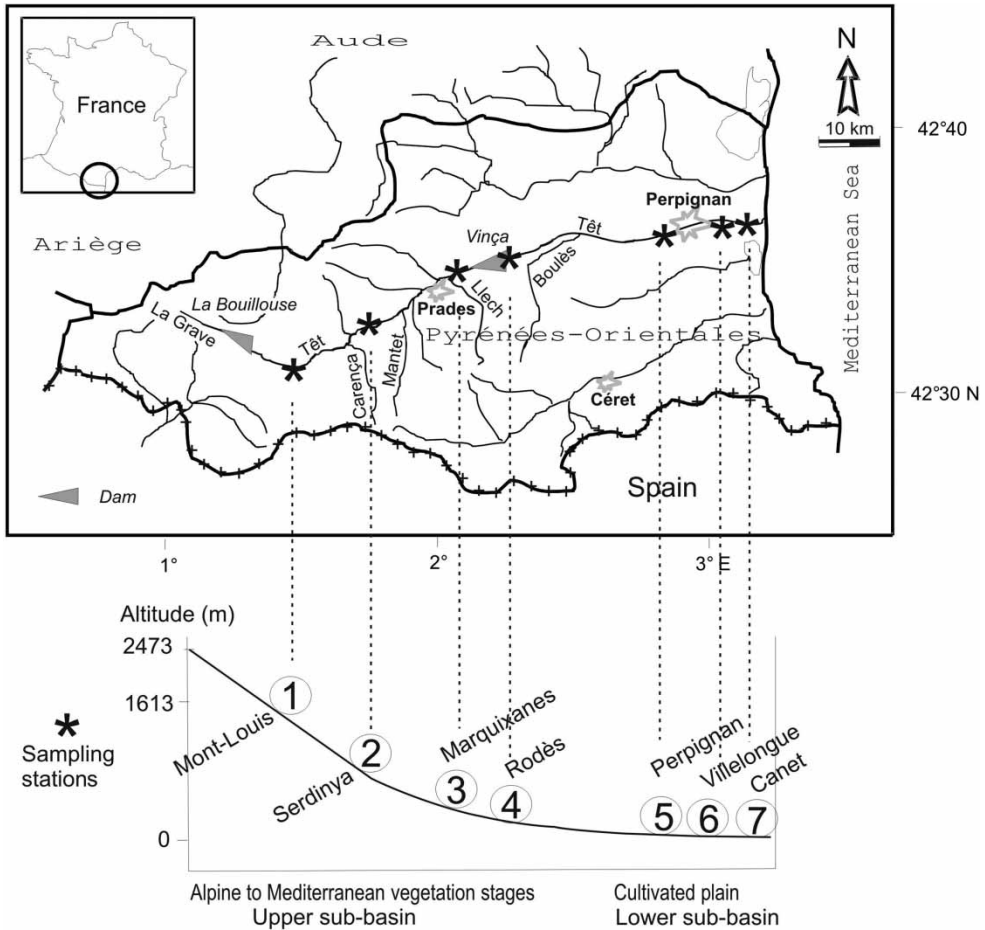 Aude
N
France
10 km
42°40
Mediterranean Sea
Perpignan
Ariège
Vinça
Têt
Boulès
La Bouillouse
La Grave
Llech
Prades
Têt
Pyrénées-Orientales
Carença
Mantet
Céret
42°30 N
Spain
Dam
1°
2°
3° E
Altitude (m)
2473
1613
0
Sampling
stations
1
2
3
4
5
6
7
Mont-Louis
Serdinya
Marquixanes
Rodès
Perpignan
Villelongue
Canet
Alpine to Mediterranean vegetation stages
Cultivated plain
Upper sub-basin
Lower sub-basin